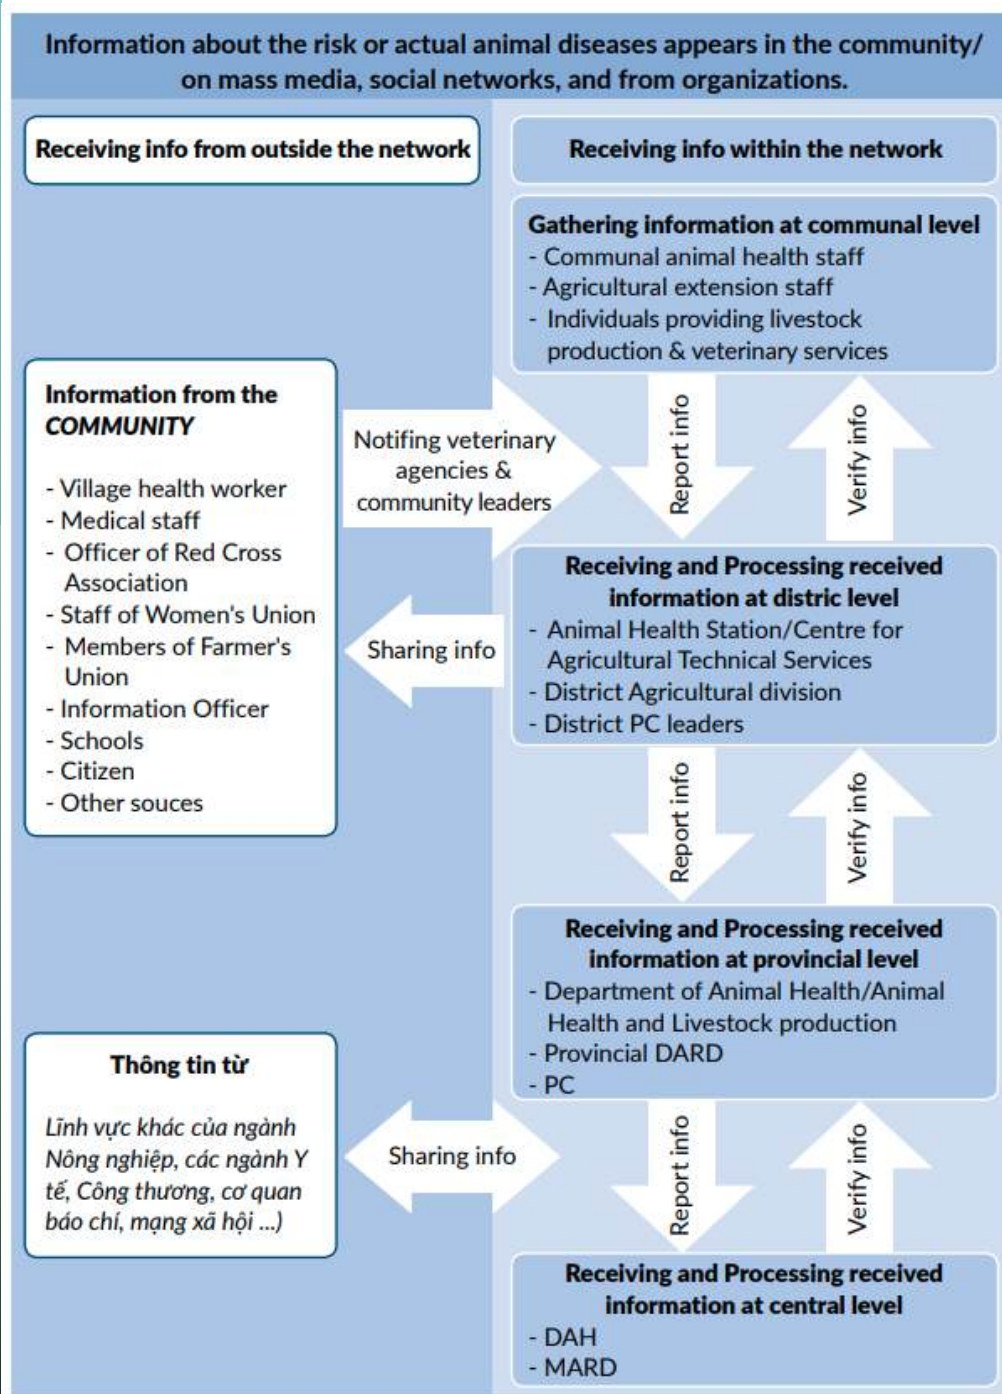 Information about the risk or actual animal diseases appears in the community/
on mass media, social networks, and from organizations.
Receiving info from outside the network
Receiving info within the network
Gathering information at communal level
- Communal animal health staff
- Agricultural extension staff
- Individuals providing livestock
production & veterinary services
Information from the
COMMUNITY
- Village health worker
- Medical staff
- Officer of Red Cross
Association
- Staff of Women's Union
- Members of Farmer's
Union
- Information Officer
- Schools
- Citizen
- Other souces
Notifing veterinary
agencies &
community leaders
Report info
Verify info
Receiving and Processing received
information at distric level
- Animal Health Station/Centre for
Agricultural Technical Services
- District Agricultural division
- District PC leaders
Sharing info
Report info
Verify info
Receiving and Processing received
information at provincial level
- Department of Animal Health/Animal
Health and Livestock production
- Provincial DARD
- PC
Thông tin từ
Lĩnh vực khác của ngành
Nông nghiệp, các ngành Y
tế, Công thương, cơ quan
báo chí, mạng xã hội ...)
Sharing info
Report info
Verify info
Receiving and Processing received
information at central level
- DAH
- MARD